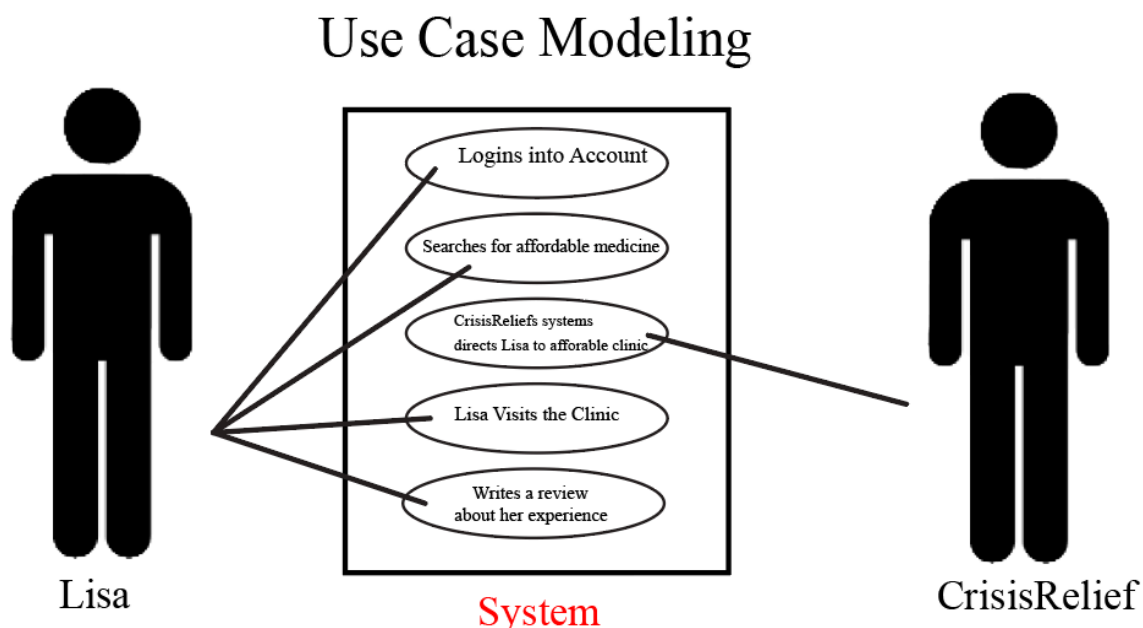 Use Case Modeling
Logins into Account
Searches for affordable medicine
CrisisReliefs systems
directs Lisa to afforable clinic
Lisa Visits the Clinic
Writes a review
about her experience
Lisa
System
CrisisRelief